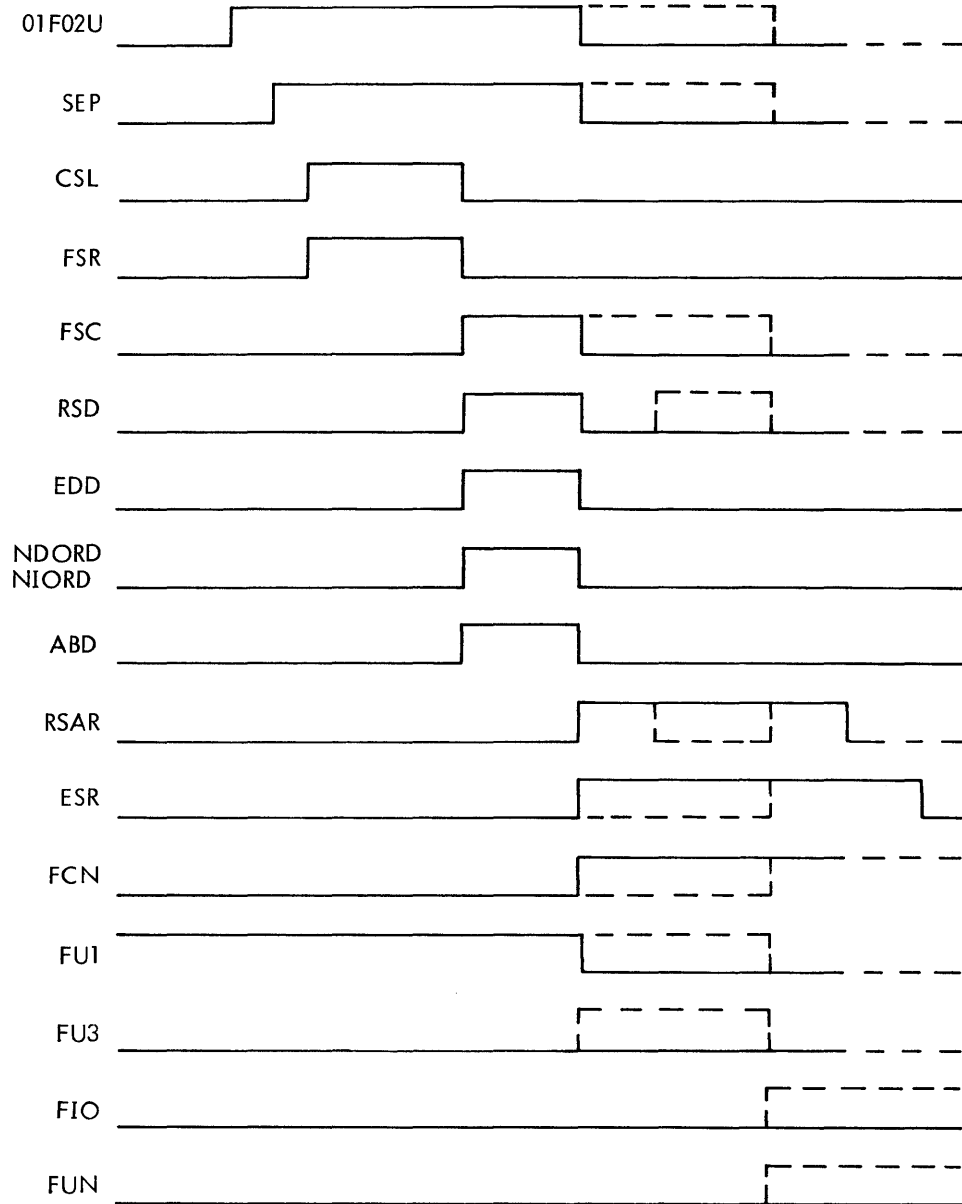 01F02U
SEP
CSL
FSR
FSC
RSD
EDD
NDORD
NIORD
ABD
RSAR
ESR
FCN
FU1
FU3
FIO
FUN